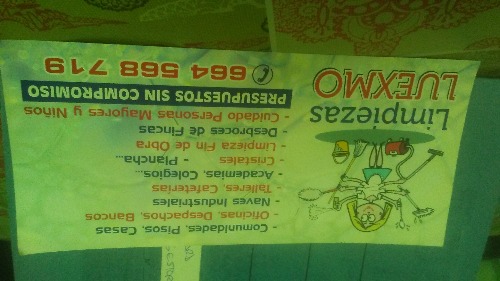 Limpiezas
LUEXMO
- Comunidades, Pisos, Casas
- Oficinas, Despachos, Bancos
- Naves Industriales
- Talleres, Cafeterias
- Academias, Colegios...
- Cristales - Plancha...
- Limpieza Fin de Obra
- Desbroces de Fincas
- Cuidado Personas Mayores y Niños
PRESUPUESTOS SIN COMPROMISO
664 568 719